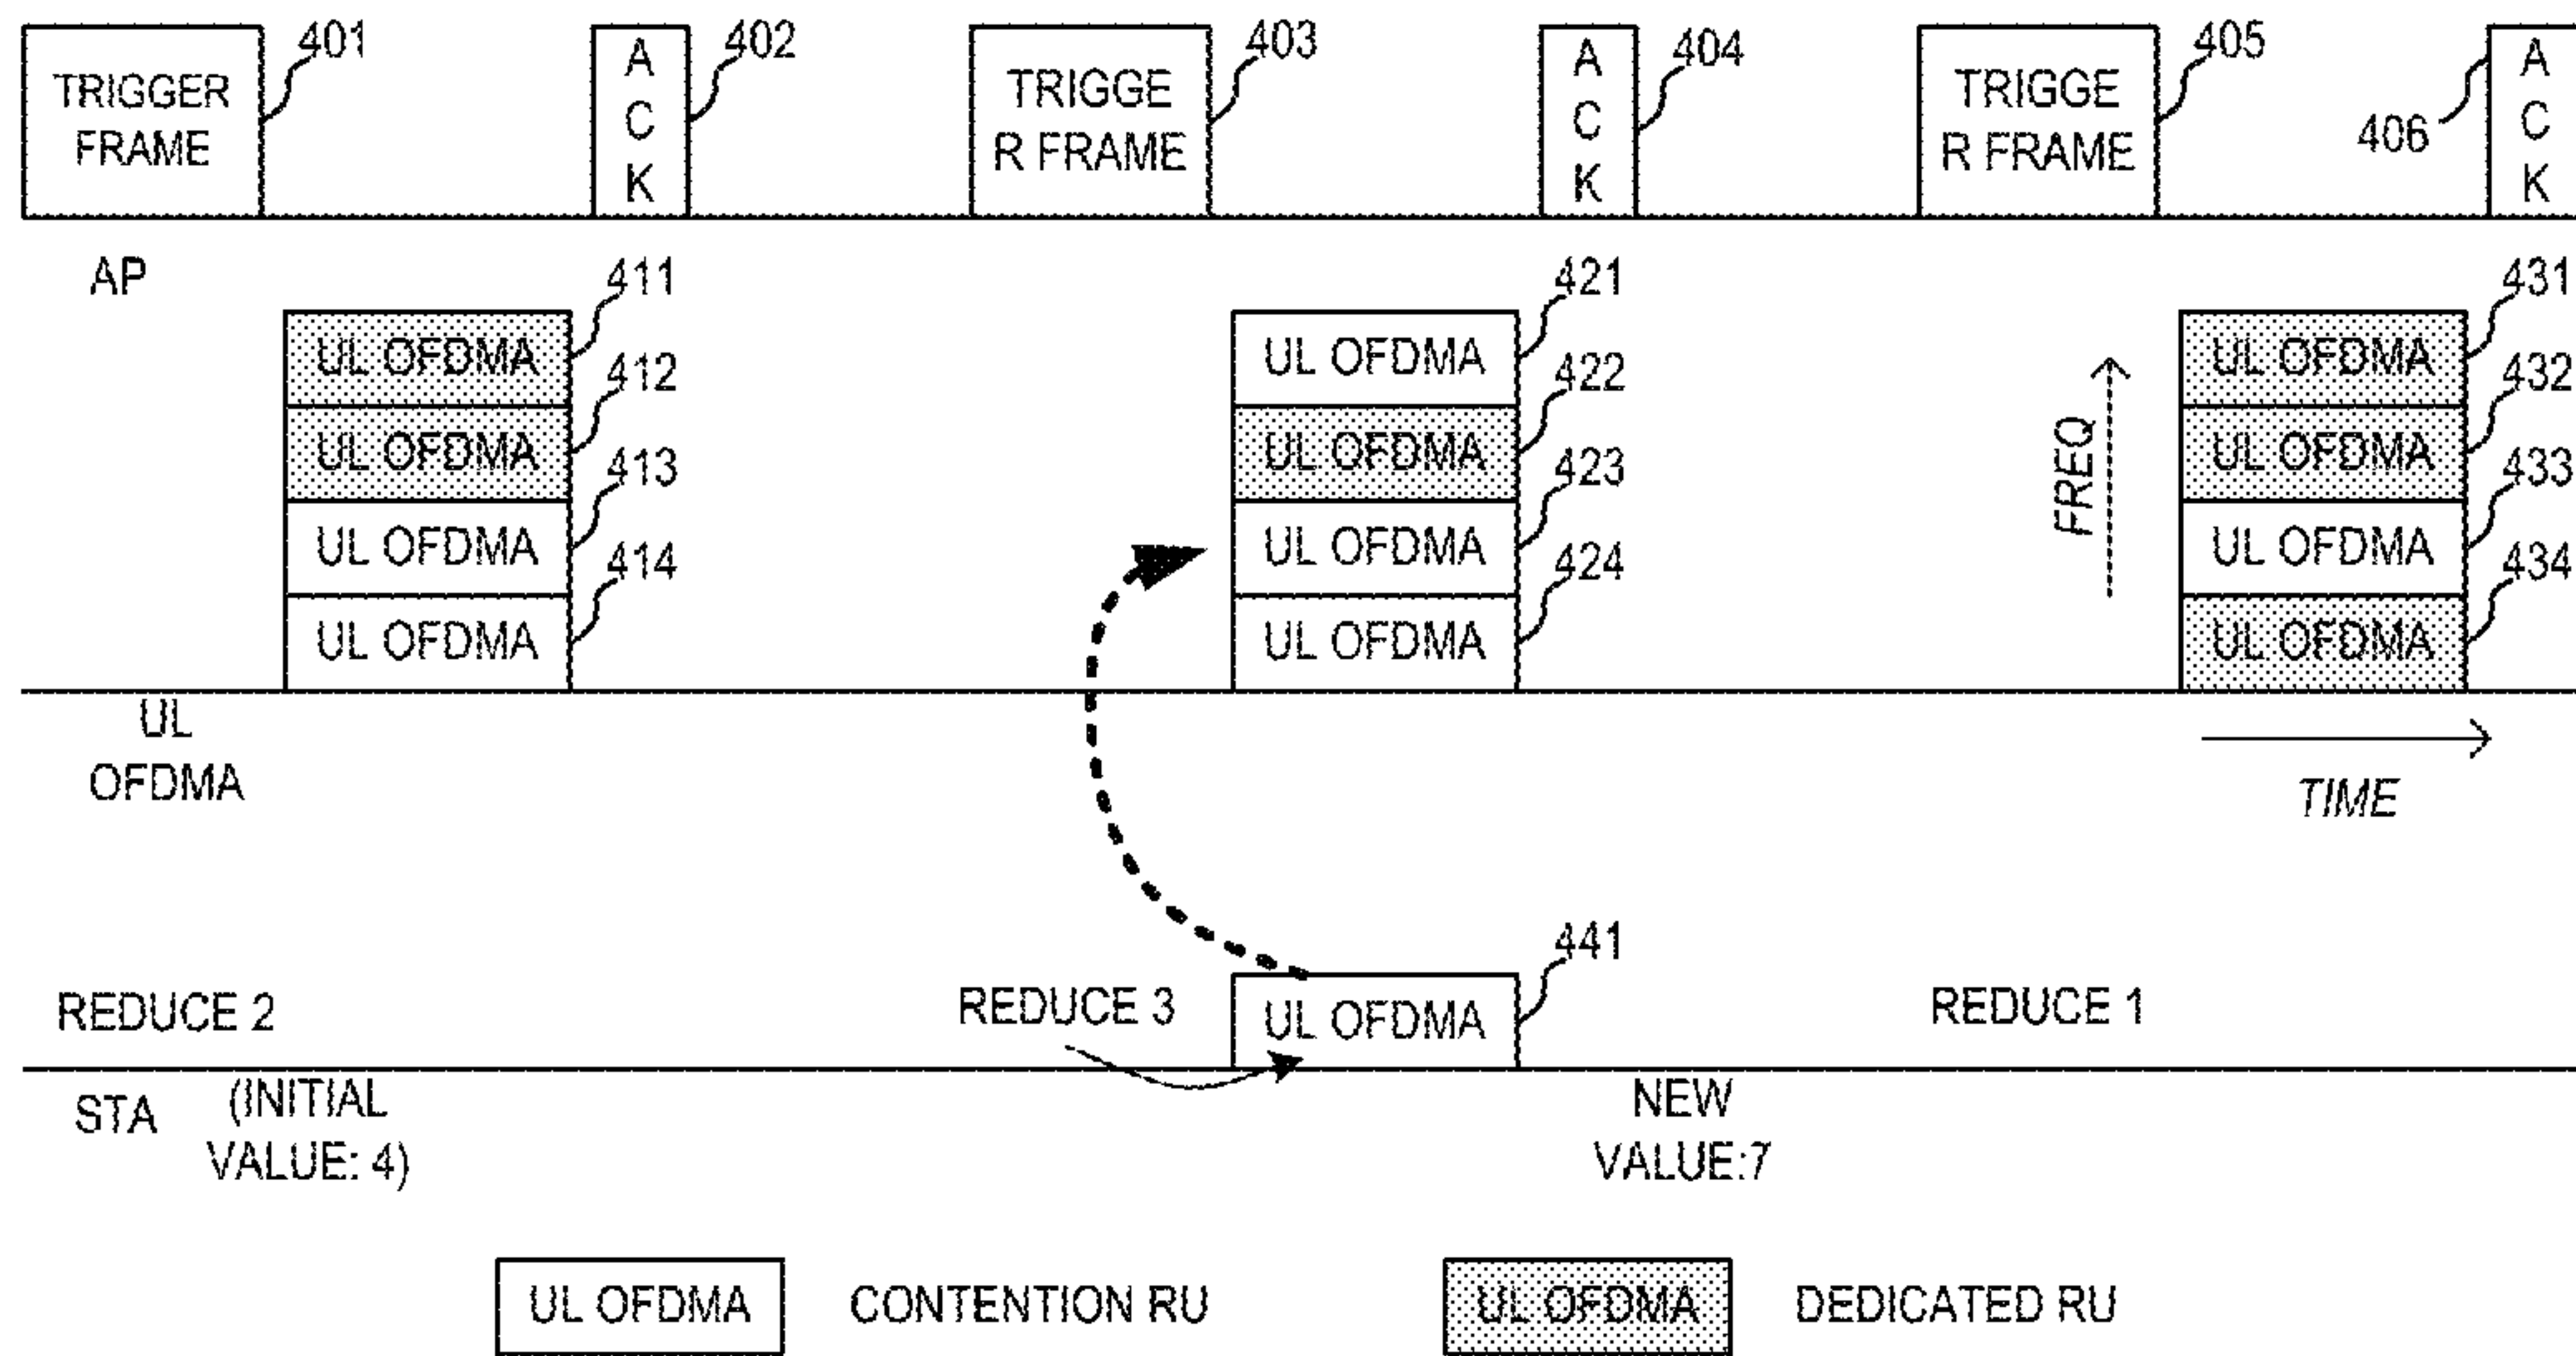 401
402
403
404
405
406
TRIGGER
FRAME
A
C
K
TRIGGE
R FRAME
A
C
K
TRIGGE
R FRAME
A
C
K
AP
411
412
413
414
UL OFDMA
UL OFDMA
UL OFDMA
UL OFDMA
421
422
423
424
UL OFDMA
UL OFDMA
UL OFDMA
UL OFDMA
FREQ
431
432
433
434
UL OFDMA
UL OFDMA
UL OFDMA
UL OFDMA
UL
OFDMA
TIME
REDUCE 2
REDUCE 3
UL OFDMA
441
REDUCE 1
STA
(INITIAL
VALUE: 4)
NEW
VALUE:7
UL OFDMA
CONTENTION RU
UL OFDMA
DEDICATED RU